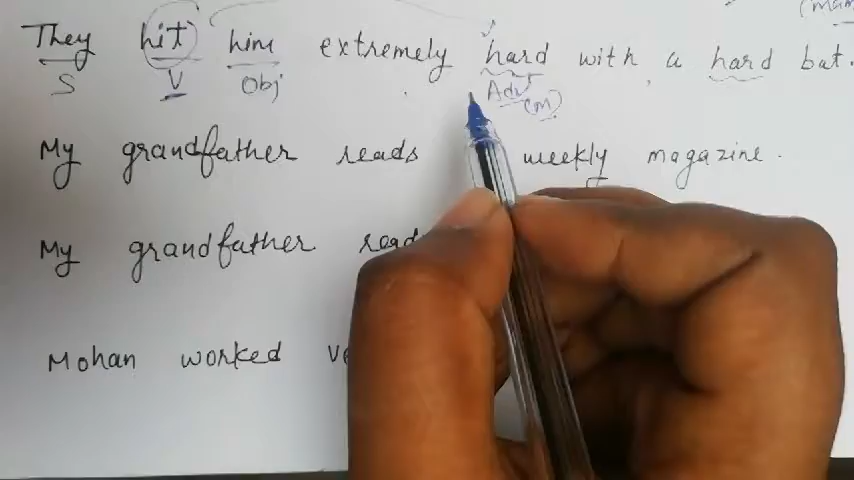 They hit him extremely hard with a hard bat.
S V Obj Adv (M)
My grandfather reads weekly magazine.
My grandfather read
Mohan worked